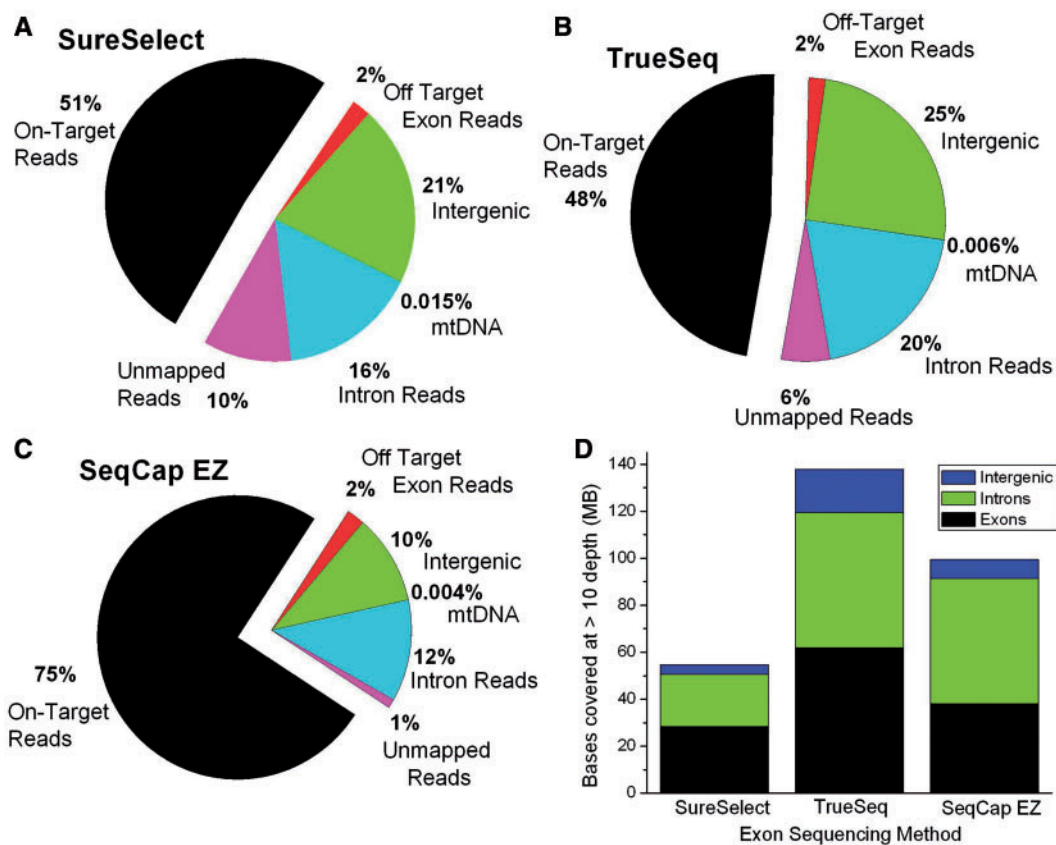 A
SureSelect
51%
On-Target
Reads
2%
Off Target
Exon Reads
21%
Intergenic
0.015%
mtDNA
16%
Intron Reads
Unmapped
Reads
10%
B
TrueSeq
Off-Target
2%
Exon Reads
On-Target
Reads
48%
25%
Intergenic
0.006%
mtDNA
20%
Intron Reads
6%
Unmapped Reads
C
SeqCap EZ
Off Target
2%
Exon Reads
10%
Intergenic
0.004%
mtDNA
12%
Intron Reads
1%
Unmapped
Reads
75%
On-Target
Reads
D
Bases covered at > 10 depth (MB)
140
120
100
80
60
40
20
0
Intergenic
Introns
Exons
SureSelect
TrueSeq
SeqCap EZ
Exon Sequencing Method